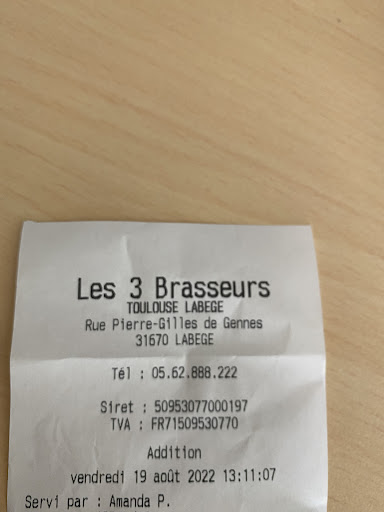 Les 3 Brasseurs
TOULOUSE LABEGE
Rue Pierre-Gilles de Gennes
31670 LABEGE
Tél : 05.62.888.222
Siret : 50953077000197
TVA : FR71509530770
Addition
vendredi 19 août 2022 13:11:07
Servi par : Amanda P.